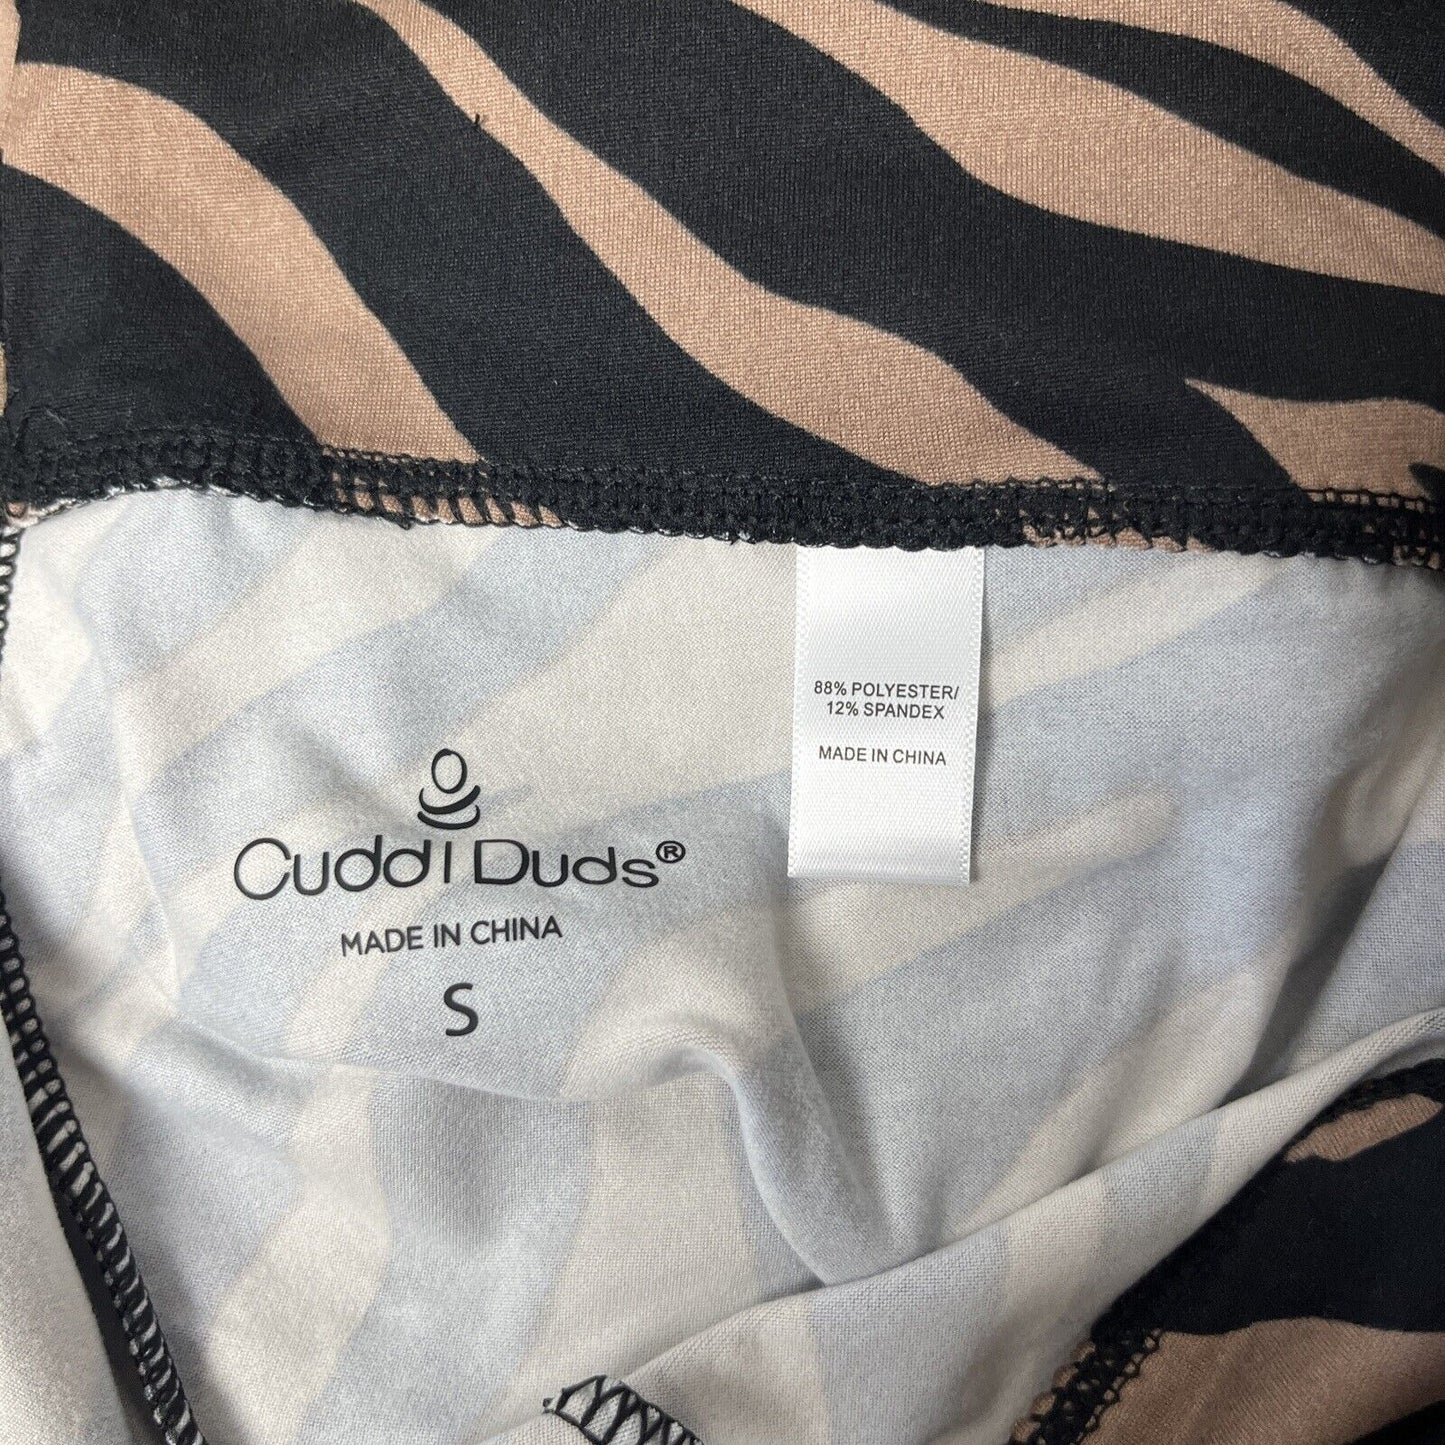 Cuddl Duds®
MADE IN CHINA
S
88% POLYESTER/
12% SPANDEX
MADE IN CHINA